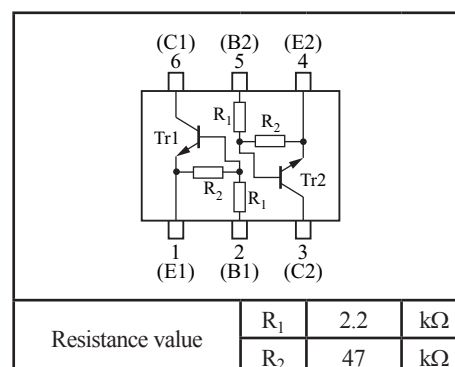 (C1) (B2) (E2)
6 5 4
R1
R2
Tr1
Tr2
R2
R1
1 2 3
(E1) (B1) (C2)
Resistance value R1 2.2 kΩ
R2 47 kΩ